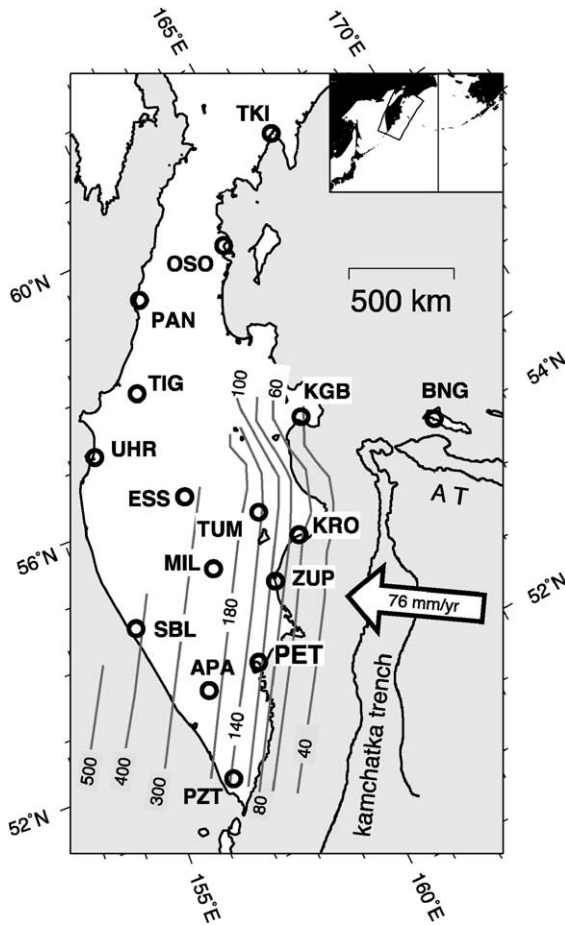 165°E
170°E
TKI
OSO
60°N
500 km
PAN
54°N
TIG
100
60
KGB
BNG
UHR
ESS
TUM
KRO
A T
56°N
MIL
ZUP
76 mm/yr
52°N
180
SBL
PET
APA
kamchatka trench
140
40
500
400
300
PZT
80
52°N
155°E
160°E